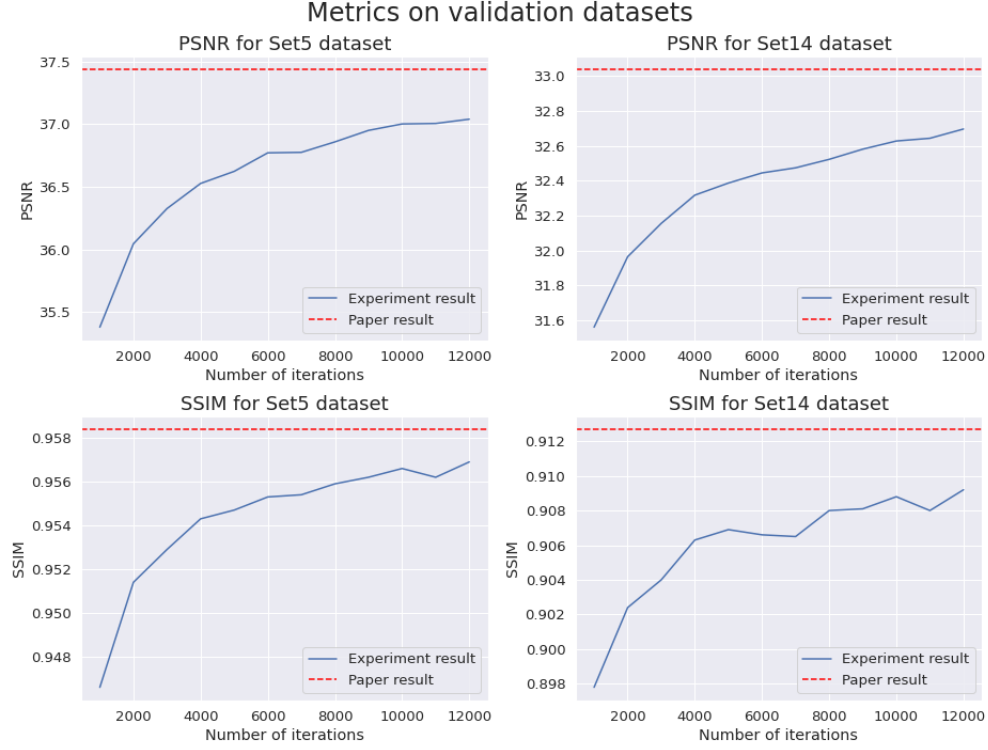 Metrics on validation datasets
PSNR for Set5 dataset
37.5
37.0
36.5
36.0
35.5
PSNR
2000 4000 6000 8000 10000 12000
Number of iterations
Experiment result
Paper result
PSNR for Set14 dataset
33.0
32.8
32.6
32.4
32.2
32.0
31.8
31.6
PSNR
2000 4000 6000 8000 10000 12000
Number of iterations
Experiment result
Paper result
SSIM for Set5 dataset
0.958
0.956
0.954
0.952
0.950
0.948
SSIM
2000 4000 6000 8000 10000 12000
Number of iterations
Experiment result
Paper result
SSIM for Set14 dataset
0.912
0.910
0.908
0.906
0.904
0.902
0.900
0.898
SSIM
2000 4000 6000 8000 10000 12000
Number of iterations
Experiment result
Paper result